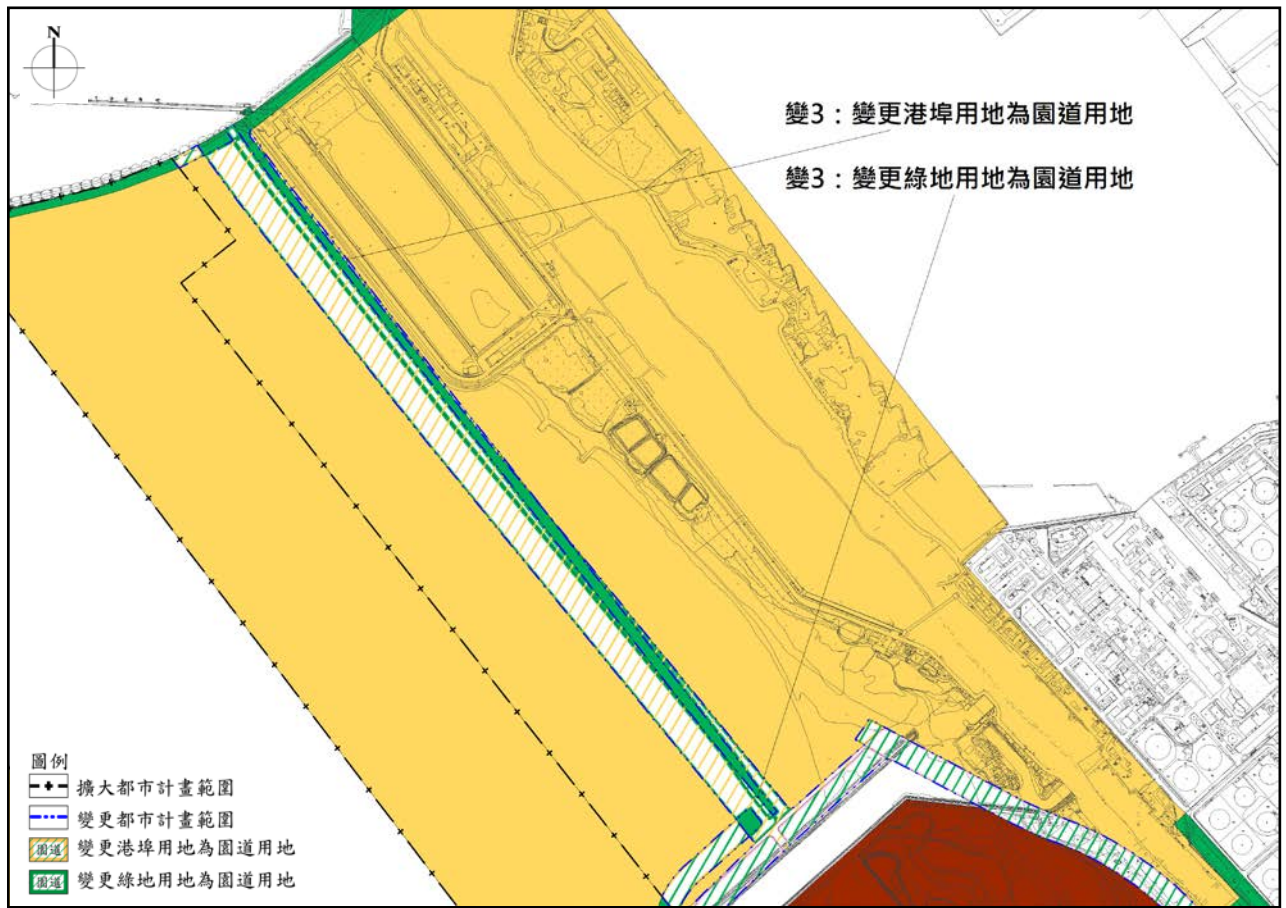 N
變3：變更港埠用地為園道用地
變3：變更綠地用地為園道用地
圖例
擴大都市計畫範圍
變更都市計畫範圍
園道 變更港埠用地為園道用地
園道 變更綠地用地為園道用地